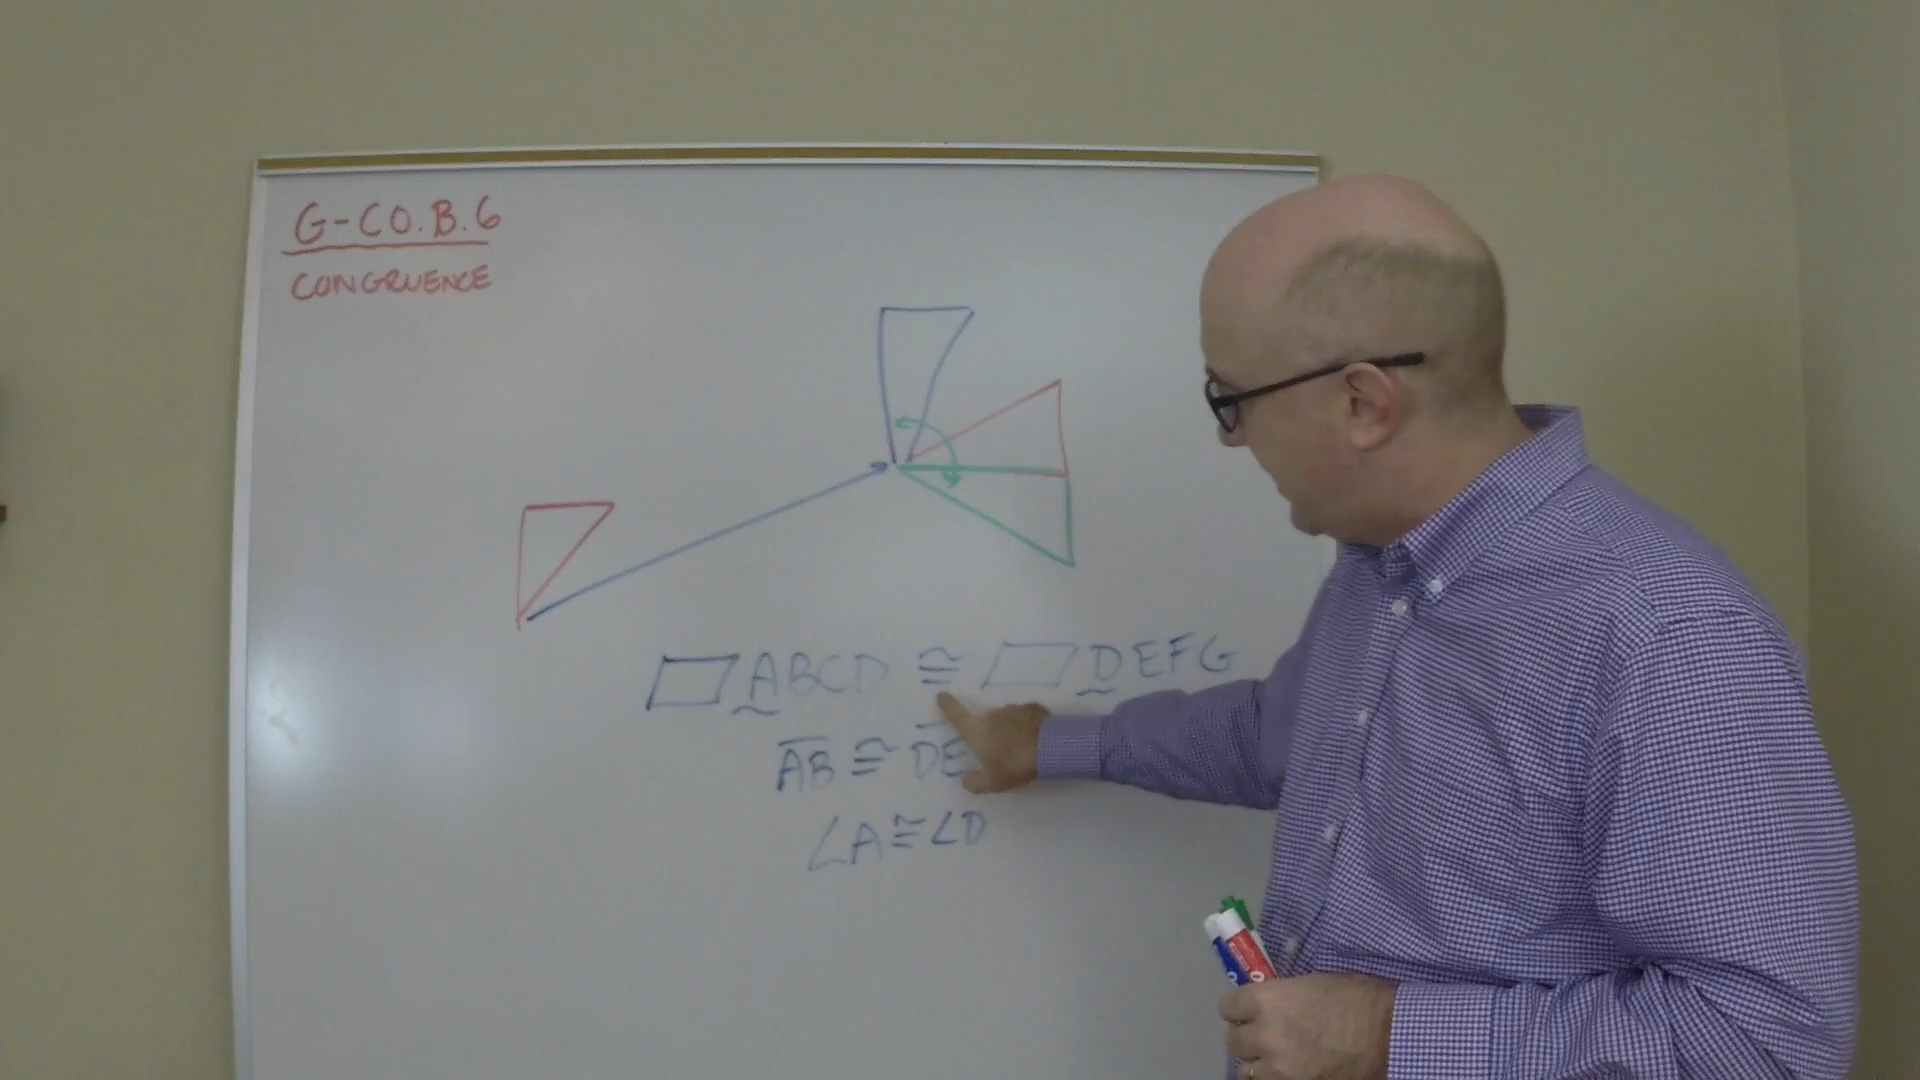 G-CO.B.6
CONGRUENCE
▱ABCD ≅ ▱DEFG
AB ≅ DE
∠A ≅ ∠D